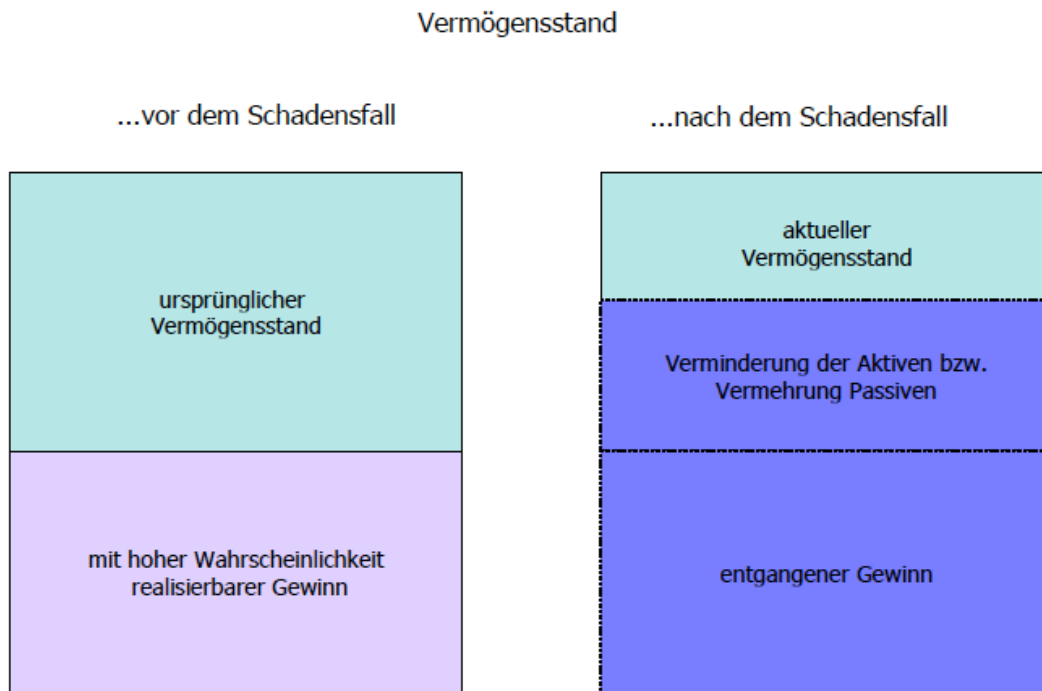 Vermögensstand
...vor dem Schadensfall
...nach dem Schadensfall
ursprünglicher
Vermögensstand
mit hoher Wahrscheinlichkeit
realisierbarer Gewinn
aktueller
Vermögensstand
Verminderung der Aktiven bzw.
Vermehrung Passiven
entgangener Gewinn